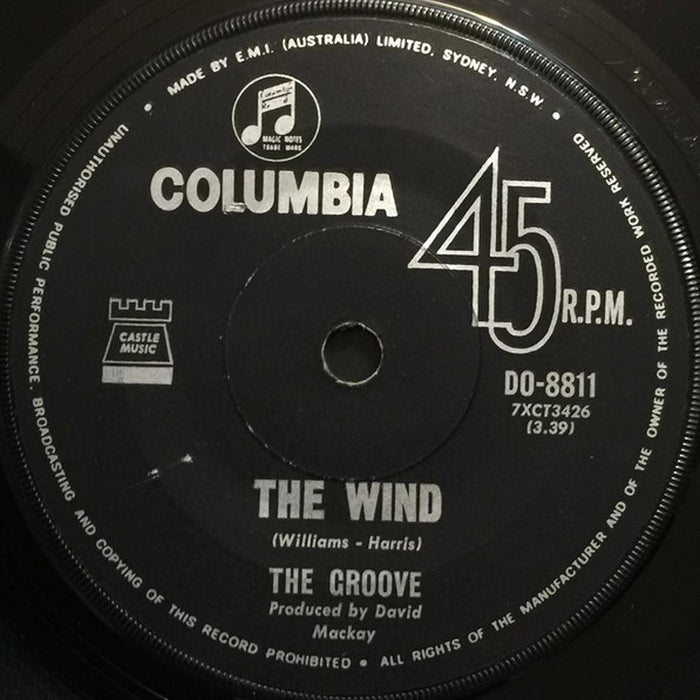 MADE BY E.M.I. (AUSTRALIA) LIMITED, SYDNEY, N.S.W •
MAGIC NOTES
TRADE MARK
COLUMBIA
45 R.P.M.
CASTLE
MUSIC
DO-8811
7XCT3426
(3.39)
THE WIND
(Williams - Harris)
THE GROOVE
Produced by David
Mackay
UNAUTHORISED PUBLIC PERFORMANCE, BROADCASTING AND COPYING OF THIS RECORD PROHIBITED • ALL RIGHTS OF THE MANUFACTURER AND OF THE OWNER OF THE RECORDED WORK RESERVED •